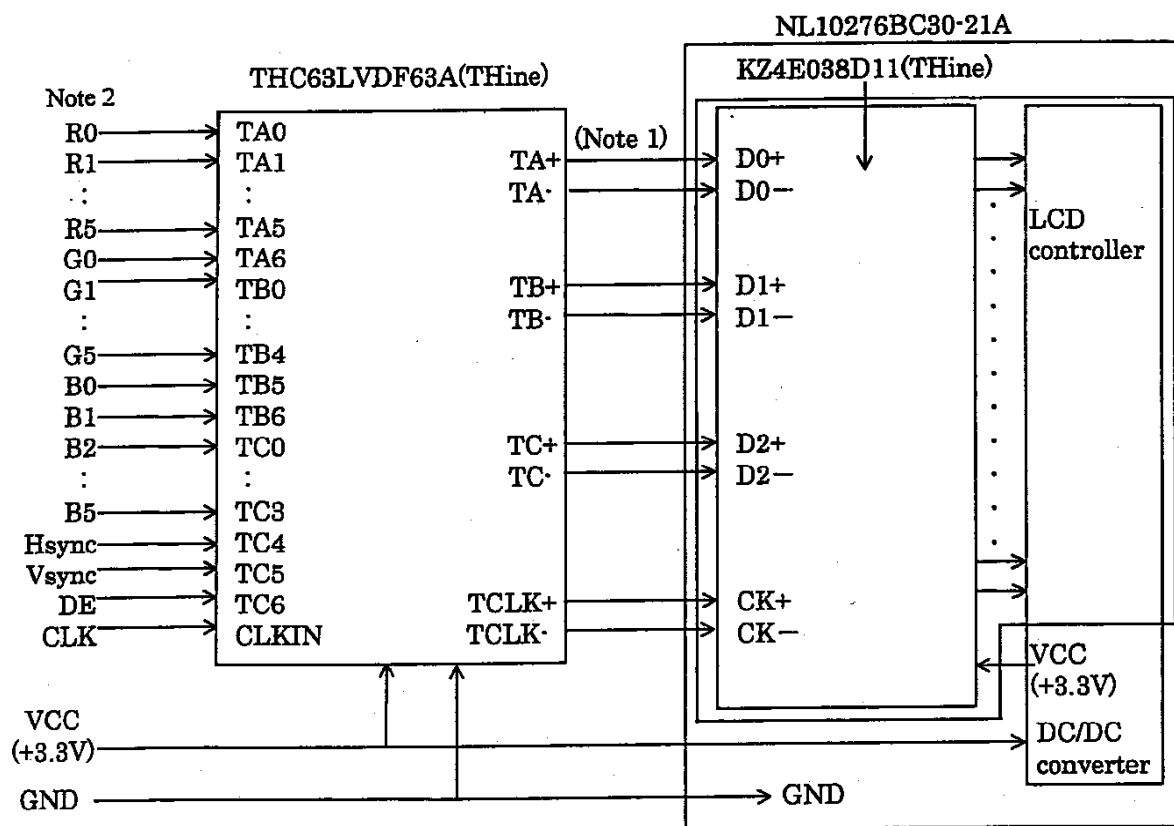 NL10276BC30-21A
THC63LVDF63A(THine)
KZ4E038D11(THine)
Note 2
(Note 1)
R0
R1
:
R5
G0
G1
:
G5
B0
B1
B2
:
B5
Hsync
Vsync
DE
CLK
TA0
TA1
:
TA5
TA6
TB0
:
TB4
TB5
TB6
TC0
:
TC3
TC4
TC5
TC6
CLKIN
TA+
TA-
TB+
TB-
TC+
TC-
TCLK+
TCLK-
D0+
D0−
D1+
D1−
D2+
D2−
CK+
CK−
LCD
controller
VCC
(+3.3V)
DC/DC
converter
VCC
(+3.3V)
GND
GND